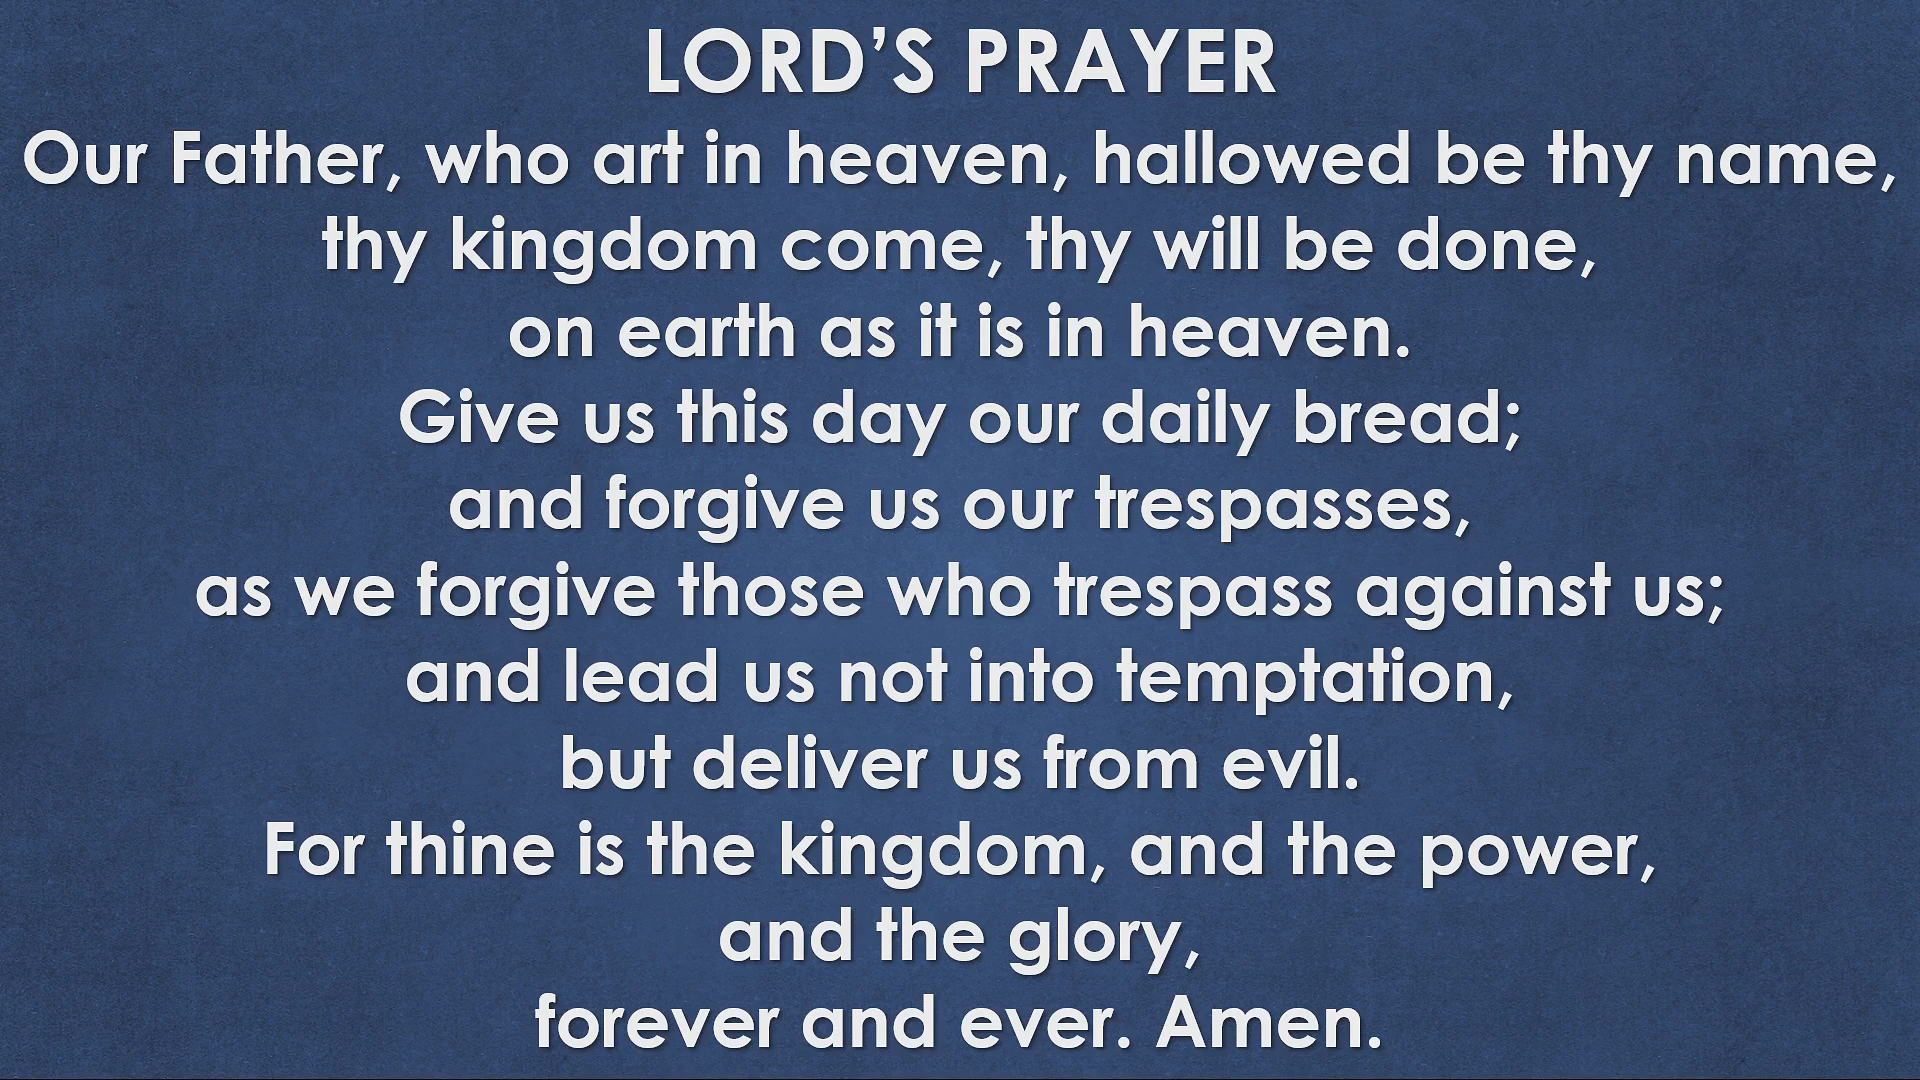 LORD’S PRAYER
Our Father, who art in heaven, hallowed be thy name,
thy kingdom come, thy will be done,
on earth as it is in heaven.
Give us this day our daily bread;
and forgive us our trespasses,
as we forgive those who trespass against us;
and lead us not into temptation,
but deliver us from evil.
For thine is the kingdom, and the power,
and the glory,
forever and ever. Amen.